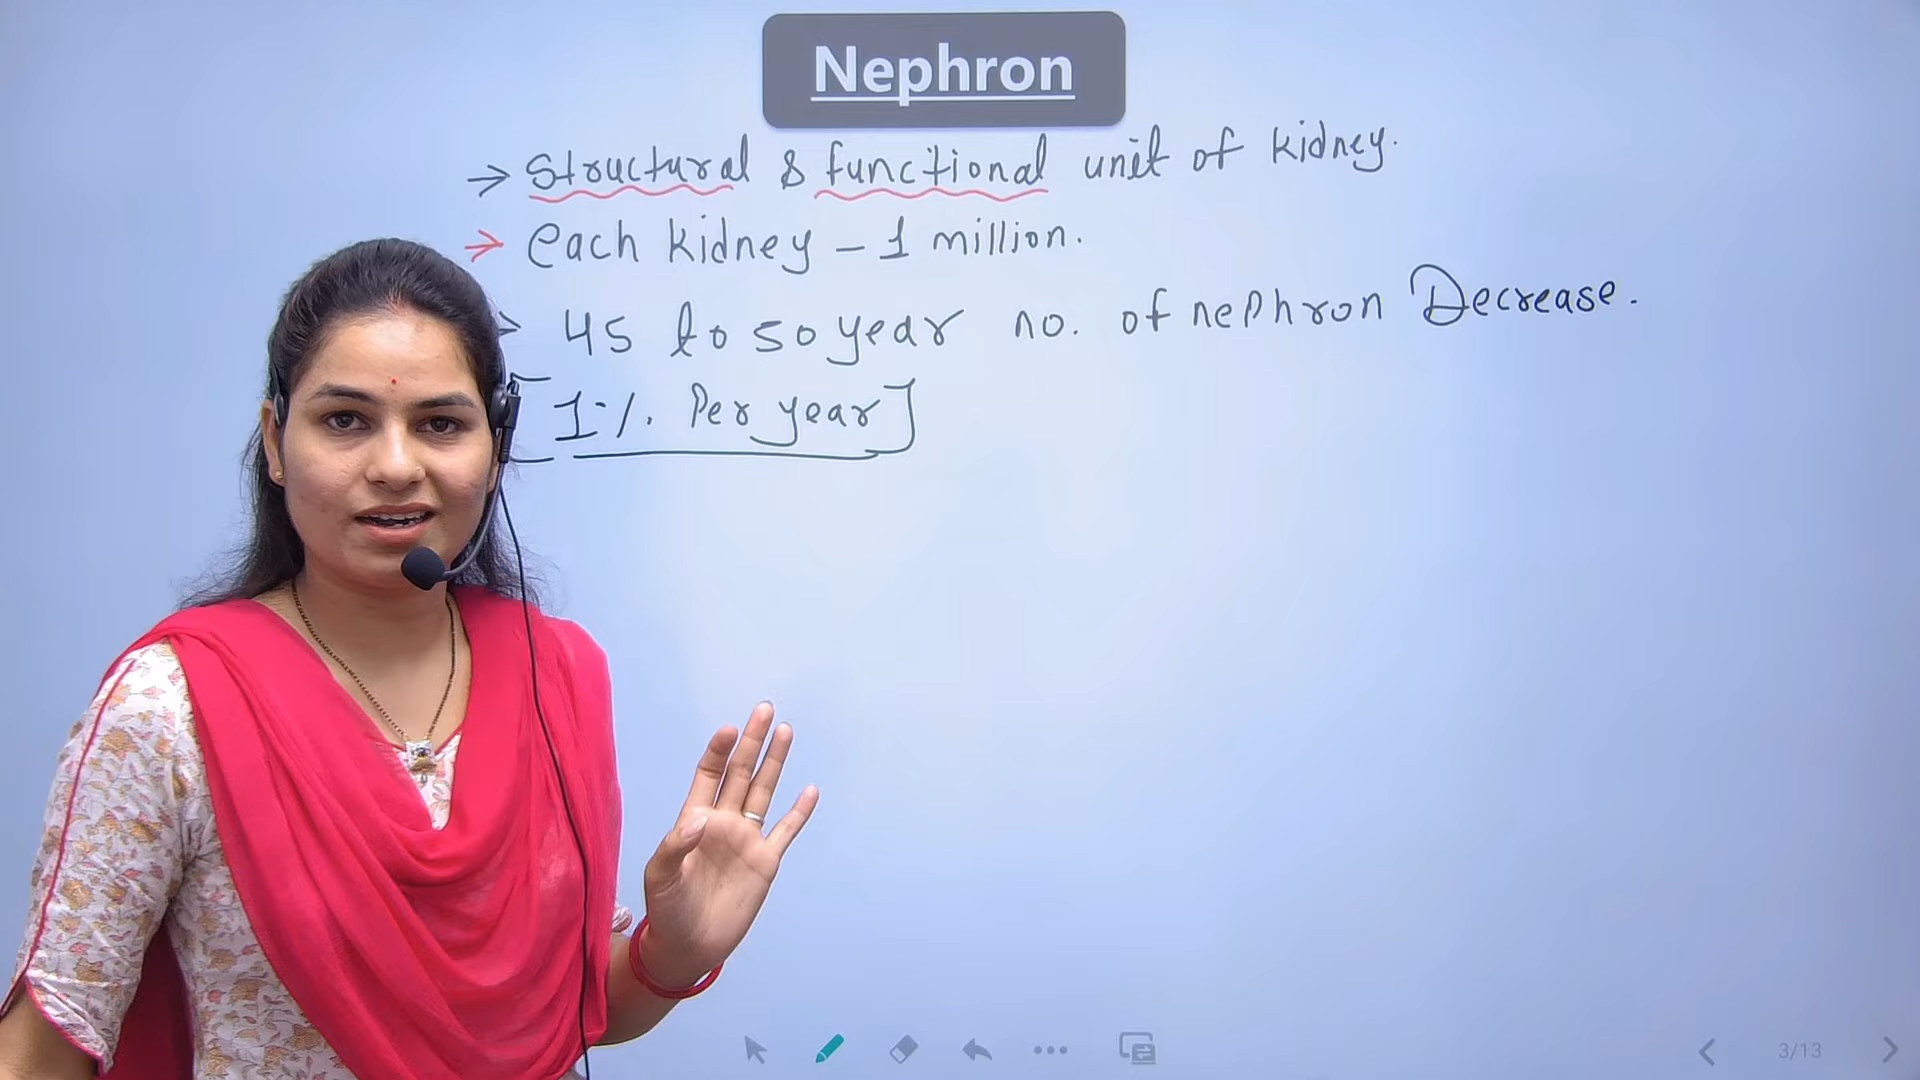 Nephron
→ Structural & functional unit of kidney.
→ each kidney – 1 million.
> 45 to 50 year no. of nephron Decrease.
[1% Per year]
3/13